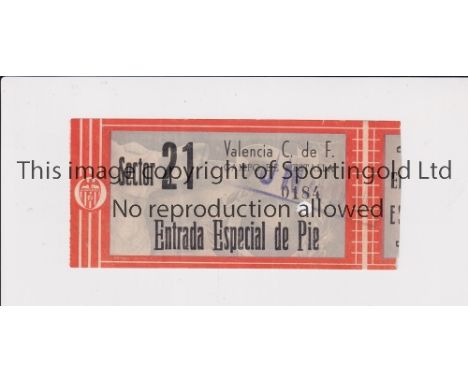 Sector 21
Valencia C. de F.
This image copyright of Sportingold Ltd
0184
No reproduction allowed
Entrada Especial de Pie